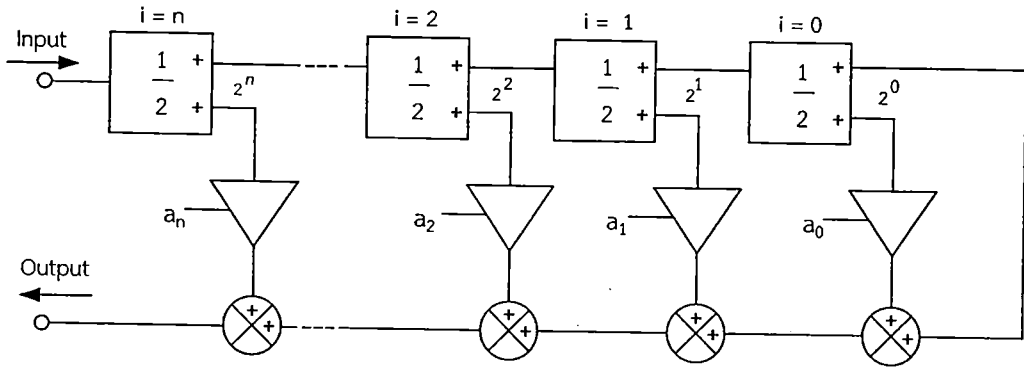 i = n
i = 2
i = 1
i = 0
Input
1/2 + +
2^n
1/2 + +
2^2
1/2 + +
2^1
1/2 + +
2^0
a_n
a_2
a_1
a_0
Output
+ +
+ +
+ +
+ +